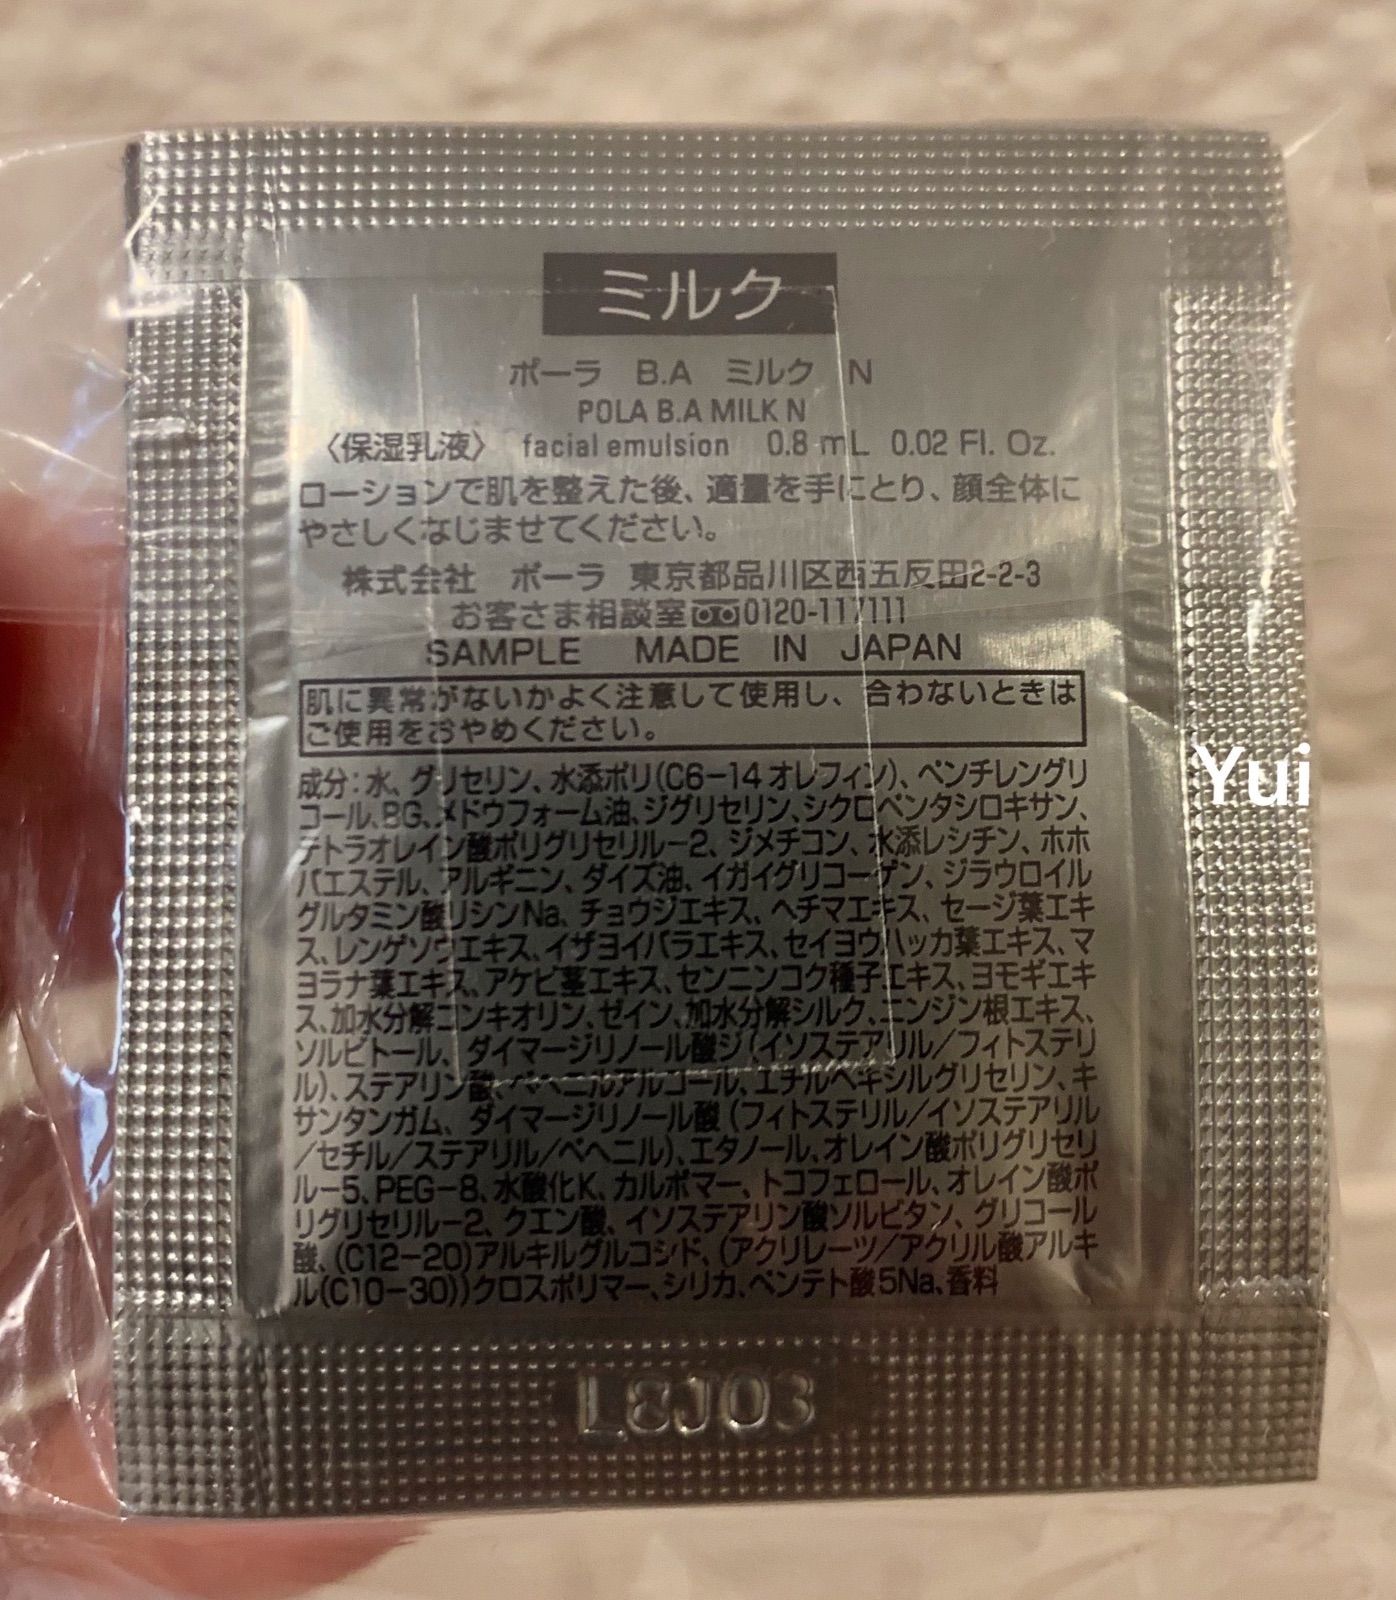 ミルク
ポーラ B.A ミルク N
POLA B.A MILK N
〈保湿乳液〉 facial emulsion 0.8 mL 0.02 Fl. Oz.
ローションで肌を整えた後、適量を手にとり、顔全体に
やさしくなじませてください。
株式会社 ポーラ 東京都品川区西五反田2-2-3
お客さま相談室 0120-117111
SAMPLE MADE IN JAPAN
肌に異常がないかよく注意して使用し、合わないときは
ご使用をおやめください。
成分：水、グリセリン、水添ポリ(C6-14オレフィン)、ペンチレングリ
コール、BG、メドウフォーム油、ジグリセリン、シクロペンタシロキサン、
テトラオレイン酸ポリグリセリル-2、ジメチコン、水添レシチン、ホホ
バエステル、アルギニン、ダイズ油、イガイグリコーゲン、ジラウロイル
グルタミン酸リシンNa、チョウジエキス、ヘチマエキス、セージ葉エキ
ス、レンゲソウエキス、イザヨイバラエキス、セイヨウハッカ葉エキス、マ
ヨラナ葉エキス、アケビ茎エキス、センニンコク種子エキス、ヨモギエキ
ス、加水分解コンキオリン、ゼイン、加水分解シルク、ニンジン根エキス、
ソルビトール、ダイマージリノール酸ジ(イソステアリル/フィトステリ
ル)、ステアリン酸、ベヘニルアルコール、エチルヘキシルグリセリン、キ
サンタンガム、ダイマージリノール酸(フィトステリル/イソステアリル
/セチル/ステアリル/ベヘニル)、エタノール、オレイン酸ポリグリセリ
ル-5、PEG-8、水酸化K、カルボマー、トコフェロール、オレイン酸ポ
リグリセリル-2、クエン酸、イソステアリン酸ソルビタン、グリコール
酸、(C12-20)アルキルグルコシド、(アクリレーツ/アクリル酸アルキ
ル(C10-30))クロスポリマー、シリカ、ペンテト酸5Na、香料
L8J03
Yui